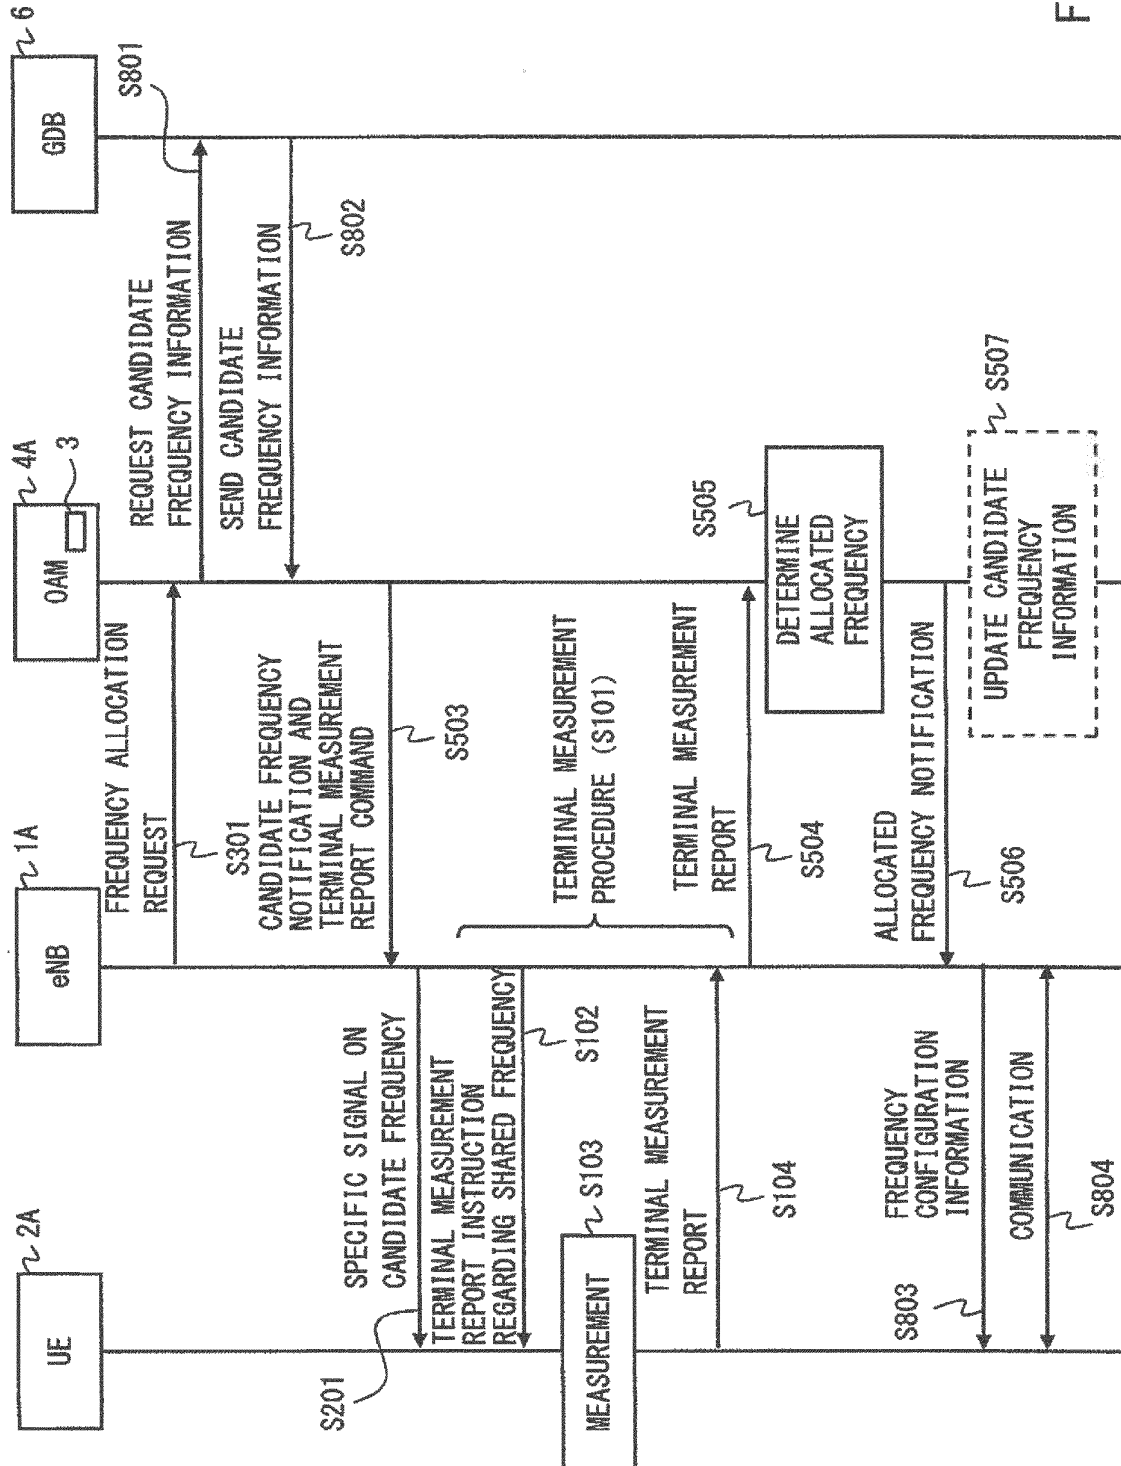 UE
2A
eNB
1A
OAM
4A
3
GDB
6
FREQUENCY ALLOCATION
REQUEST
S301
REQUEST CANDIDATE
FREQUENCY INFORMATION
S801
SEND CANDIDATE
FREQUENCY INFORMATION
S802
CANDIDATE FREQUENCY
NOTIFICATION AND
TERMINAL MEASUREMENT
REPORT COMMAND
S503
SPECIFIC SIGNAL ON
CANDIDATE FREQUENCY
S201
TERMINAL MEASUREMENT
REPORT INSTRUCTION
REGARDING SHARED FREQUENCY
S102
TERMINAL MEASUREMENT
PROCEDURE (S101)
MEASUREMENT
S103
TERMINAL MEASUREMENT
REPORT
S104
TERMINAL MEASUREMENT
REPORT
S504
DETERMINE
ALLOCATED
FREQUENCY
S505
ALLOCATED
FREQUENCY NOTIFICATION
S506
UPDATE CANDIDATE
FREQUENCY
INFORMATION
S507
FREQUENCY
CONFIGURATION
INFORMATION
S803
COMMUNICATION
S804
F